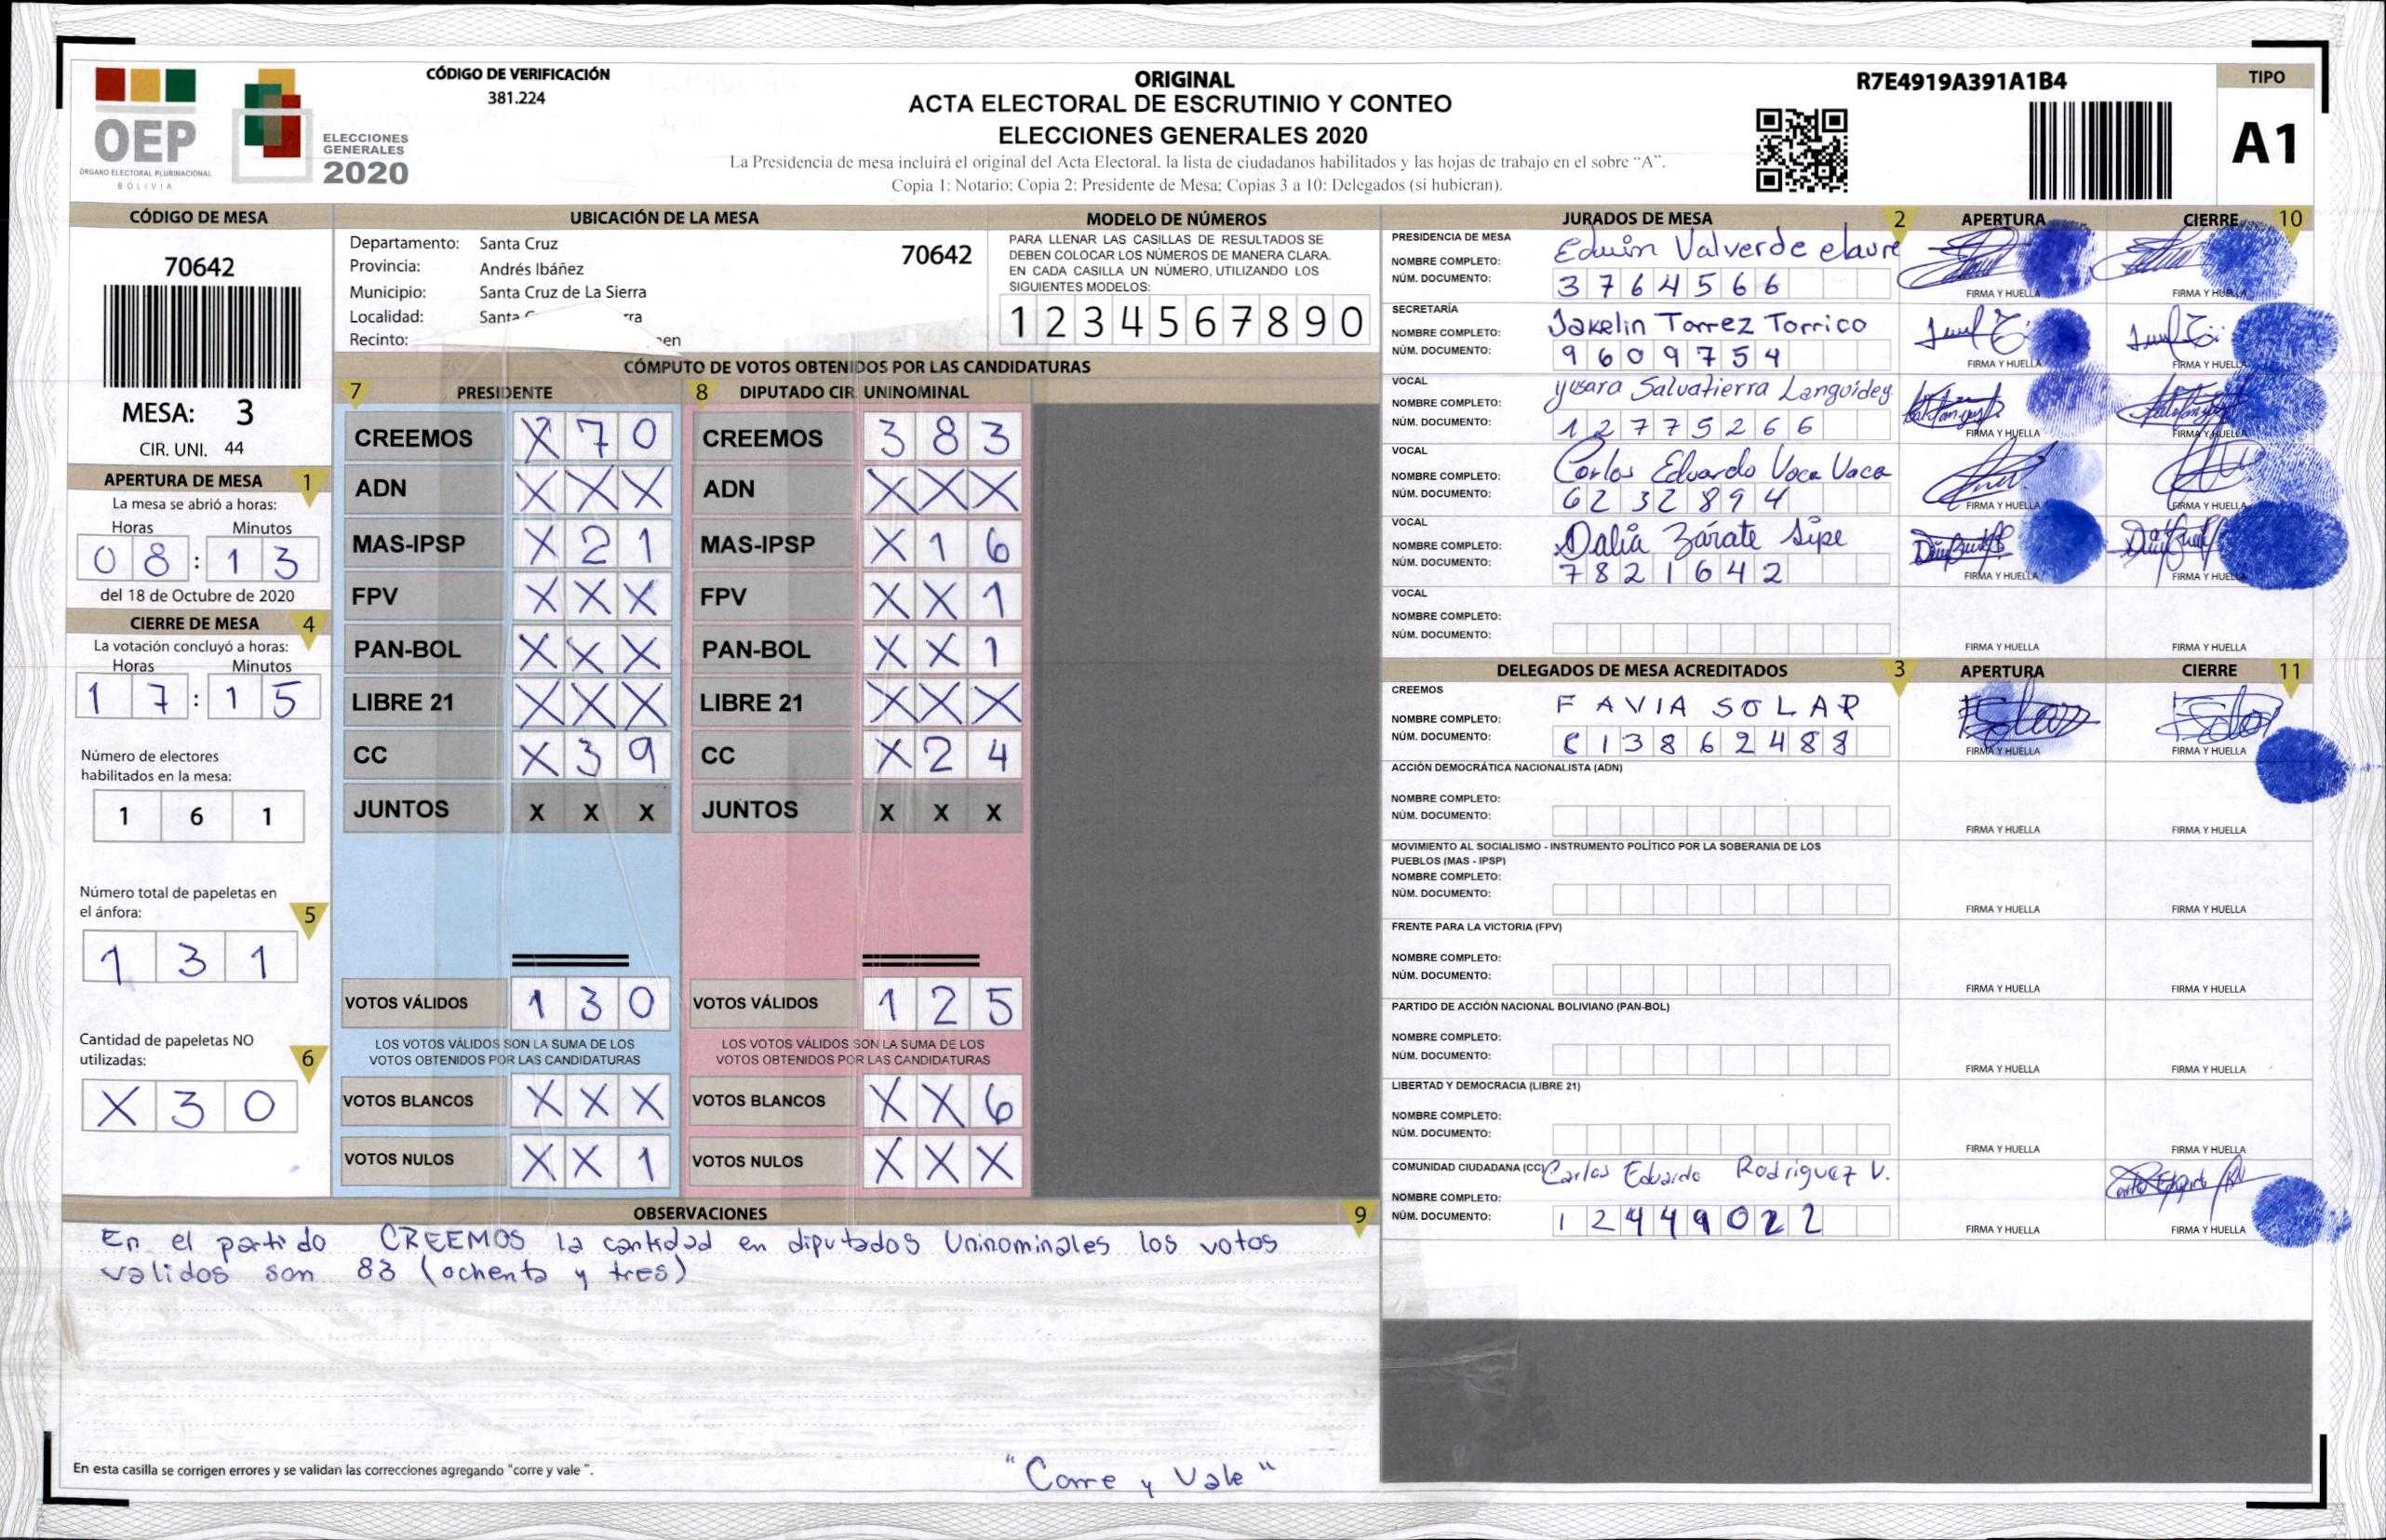 CÓDIGO DE VERIFICACIÓN
381.224
OEP
ÓRGANO ELECTORAL PLURINACIONAL
BOLIVIA
ELECCIONES
GENERALES
2020
ORIGINAL
ACTA ELECTORAL DE ESCRUTINIO Y CONTEO
ELECCIONES GENERALES 2020
La Presidencia de mesa incluirá el original del Acta Electoral, la lista de ciudadanos habilitados y las hojas de trabajo en el sobre “A”.
Copia 1: Notario; Copia 2: Presidente de Mesa; Copias 3 a 10: Delegados (si hubieran).
R7E4919A391A1B4
TIPO
A1
CÓDIGO DE MESA
70642
MESA: 3
CIR. UNI. 44
APERTURA DE MESA 1
La mesa se abrió a horas:
Horas Minutos
08:13
del 18 de Octubre de 2020
CIERRE DE MESA 4
La votación concluyó a horas:
Horas Minutos
17:15
Número de electores
habilitados en la mesa:
1 6 1
Número total de papeletas en
el ánfora: 5
1 3 1
Cantidad de papeletas NO
utilizadas: 6
X 3 0
UBICACIÓN DE LA MESA
Departamento: Santa Cruz 70642
Provincia: Andrés Ibáñez
Municipio: Santa Cruz de La Sierra
Localidad: Santa
Recinto:
MODELO DE NÚMEROS
PARA LLENAR LAS CASILLAS DE RESULTADOS SE
DEBEN COLOCAR LOS NÚMEROS DE MANERA CLARA.
EN CADA CASILLA UN NÚMERO, UTILIZANDO LOS
SIGUIENTES MODELOS:
1 2 3 4 5 6 7 8 9 0
CÓMPUTO DE VOTOS OBTENIDOS POR LAS CANDIDATURAS
7 PRESIDENTE 8 DIPUTADO CIR. UNINOMINAL
CREEMOS X 7 0 CREEMOS 3 8 3
ADN X X X ADN X X X
MAS-IPSP X 2 1 MAS-IPSP X 1 6
FPV X X X FPV X X 1
PAN-BOL X X X PAN-BOL X X 1
LIBRE 21 X X X LIBRE 21 X X X
CC X 3 9 CC X 2 4
JUNTOS X X X JUNTOS X X X
VOTOS VÁLIDOS 1 3 0 VOTOS VÁLIDOS 1 2 5
LOS VOTOS VÁLIDOS SON LA SUMA DE LOS LOS VOTOS VÁLIDOS SON LA SUMA DE LOS
VOTOS OBTENIDOS POR LAS CANDIDATURAS VOTOS OBTENIDOS POR LAS CANDIDATURAS
VOTOS BLANCOS X X X VOTOS BLANCOS X X 6
VOTOS NULOS X X 1 VOTOS NULOS X X X
OBSERVACIONES 9
En el partido CREEMOS la cantidad en diputados Uninominales los votos
validos son 83 (ochenta y tres)
En esta casilla se corrigen errores y se validan las correcciones agregando "corre y vale ".
"Corre y Vale"
JURADOS DE MESA 2 APERTURA CIERRE 10
PRESIDENCIA DE MESA
NOMBRE COMPLETO: Edwin Valverde elaure
NÚM. DOCUMENTO: 3764566
FIRMA Y HUELLA FIRMA Y HUELLA
SECRETARÍA
NOMBRE COMPLETO: Jakelin Torrez Torrico
NÚM. DOCUMENTO: 9609754
FIRMA Y HUELLA FIRMA Y HUELLA
VOCAL
NOMBRE COMPLETO: Yusara Salvatierra Languidey
NÚM. DOCUMENTO: 12775266
FIRMA Y HUELLA FIRMA Y HUELLA
VOCAL
NOMBRE COMPLETO: Carlos Eduardo Vaca Vaca
NÚM. DOCUMENTO: 6232894
FIRMA Y HUELLA FIRMA Y HUELLA
VOCAL
NOMBRE COMPLETO: Dalia Zárate Sipe
NÚM. DOCUMENTO: 7821642
FIRMA Y HUELLA FIRMA Y HUELLA
VOCAL
NOMBRE COMPLETO:
NÚM. DOCUMENTO:
FIRMA Y HUELLA FIRMA Y HUELLA
DELEGADOS DE MESA ACREDITADOS 3 APERTURA CIERRE 11
CREEMOS
NOMBRE COMPLETO: FAVIA SOLAR
NÚM. DOCUMENTO: 13862488
FIRMA Y HUELLA FIRMA Y HUELLA
ACCIÓN DEMOCRÁTICA NACIONALISTA (ADN)
NOMBRE COMPLETO:
NÚM. DOCUMENTO:
FIRMA Y HUELLA FIRMA Y HUELLA
MOVIMIENTO AL SOCIALISMO - INSTRUMENTO POLÍTICO POR LA SOBERANIA DE LOS
PUEBLOS (MAS - IPSP)
NOMBRE COMPLETO:
NÚM. DOCUMENTO:
FIRMA Y HUELLA FIRMA Y HUELLA
FRENTE PARA LA VICTORIA (FPV)
NOMBRE COMPLETO:
NÚM. DOCUMENTO:
FIRMA Y HUELLA FIRMA Y HUELLA
PARTIDO DE ACCIÓN NACIONAL BOLIVIANO (PAN-BOL)
NOMBRE COMPLETO:
NÚM. DOCUMENTO:
FIRMA Y HUELLA FIRMA Y HUELLA
LIBERTAD Y DEMOCRACIA (LIBRE 21)
NOMBRE COMPLETO:
NÚM. DOCUMENTO:
FIRMA Y HUELLA FIRMA Y HUELLA
COMUNIDAD CIUDADANA (CC) Carlos Eduardo Rodriguez V.
NOMBRE COMPLETO:
NÚM. DOCUMENTO: 12449022
FIRMA Y HUELLA FIRMA Y HUELLA